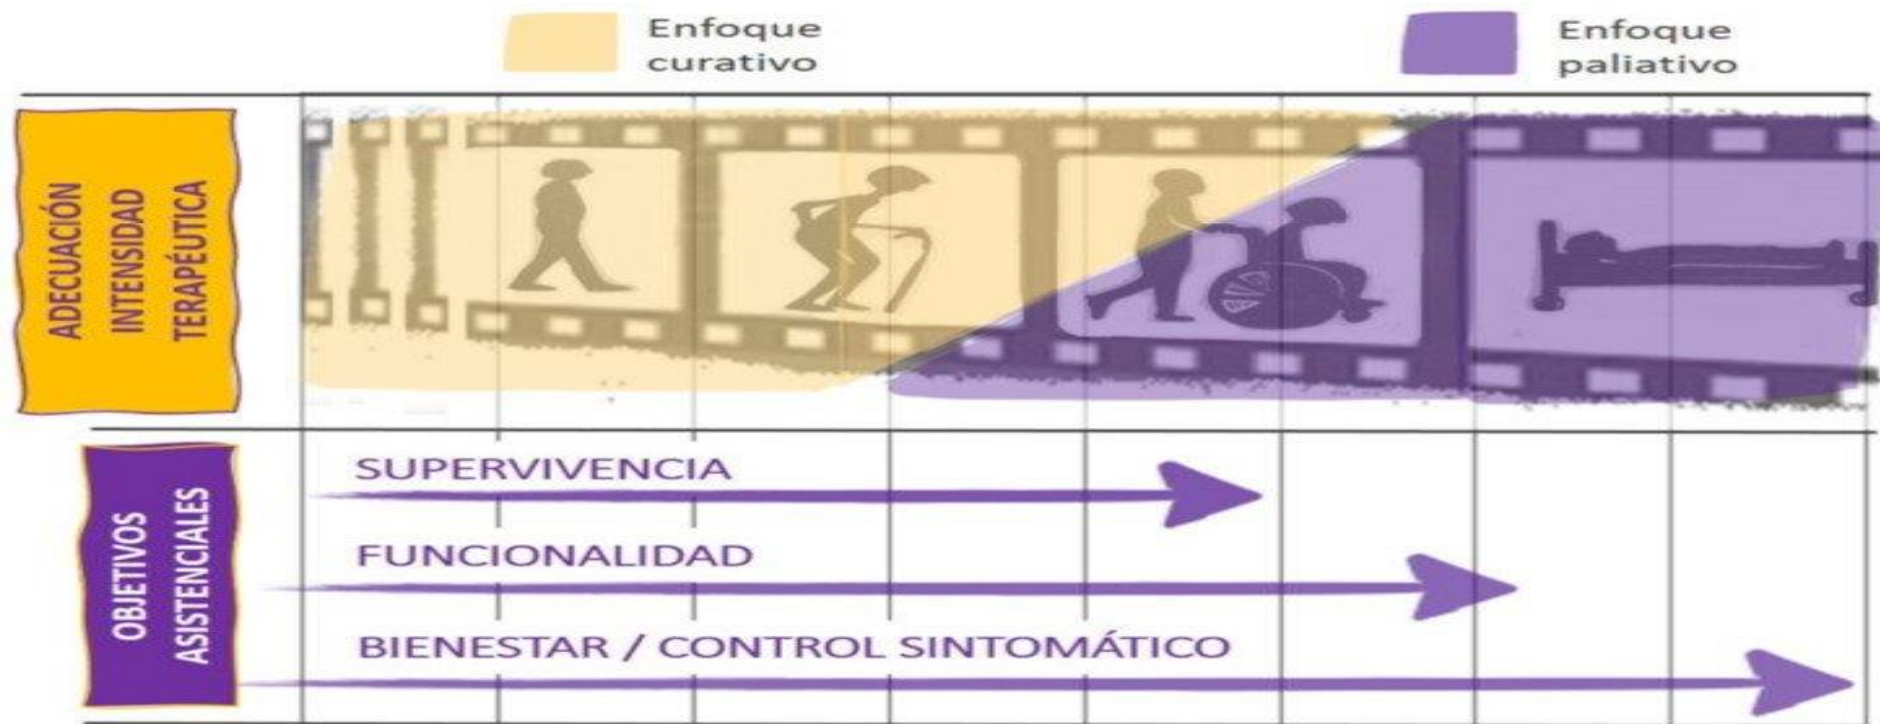 Enfoque
curativo
Enfoque
paliativo
ADECUACIÓN
INTENSIDAD
TERAPÉUTICA
OBJETIVOS
ASISTENCIALES
SUPERVIVENCIA
FUNCIONALIDAD
BIENESTAR / CONTROL SINTOMÁTICO